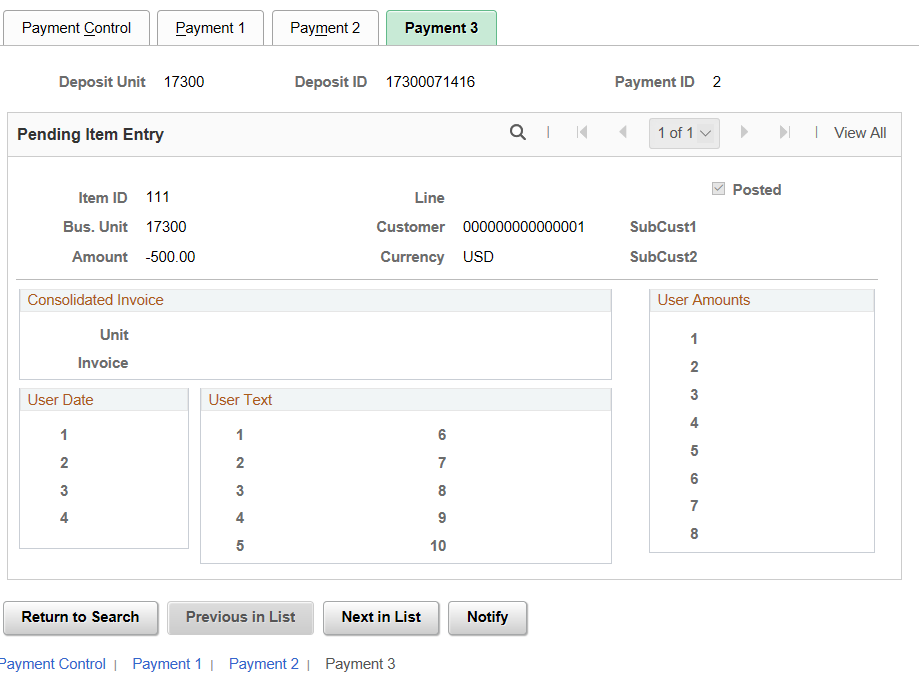 Payment Control Payment 1 Payment 2 Payment 3
Deposit Unit 17300 Deposit ID 17300071416 Payment ID 2
Pending Item Entry 1 of 1 View All
Posted
Item ID 111 Line
Bus. Unit 17300 Customer 000000000000001 SubCust1
Amount -500.00 Currency USD SubCust2
Consolidated Invoice
Unit
Invoice
User Amounts
1
2
3
4
5
6
7
8
User Date
1
2
3
4
User Text
1 6
2 7
3 8
4 9
5 10
Return to Search Previous in List Next in List Notify
Payment Control | Payment 1 | Payment 2 | Payment 3